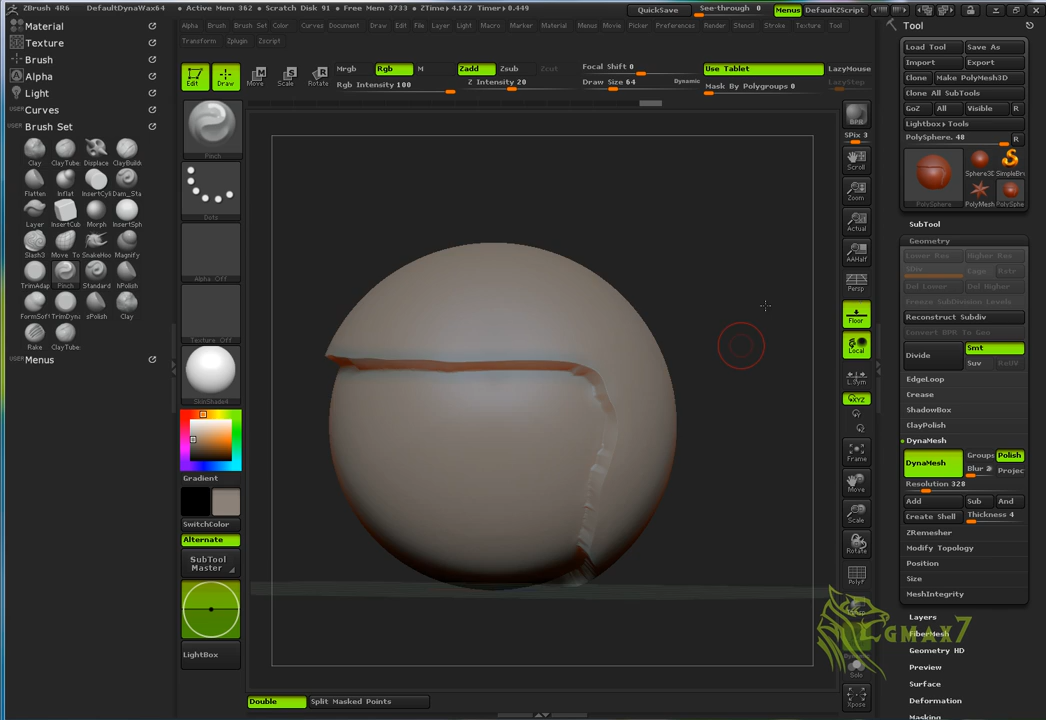 ZBrush 4R6 DefaultDynaWax64 • Active Mem 362 • Scratch Disk 91 • Free Mem 3733 • ZTime▸4.127 Timer▸0.449 QuickSave See-through 0 Menus DefaultZScript
Alpha Brush Brush Set Color Document Draw Edit File Layer Light Macro Marker Material Menus Movie Picker Preferences Render Stencil Stroke Texture Tool
Transform Zplugin Zscript
Material
Texture
Brush
Alpha
Light
USER Curves
USER Brush Set
Clay ClayTube Displace ClayBuild
Flatten Inflat InsertCyli Dam_Sta
Layer InsertCub Morph InsertSph
Slash3 Move To SnakeHoo Magnify
TrimAdap Pinch Standard hPolish
FormSof TrimDyna sPolish Clay
Rake ClayTube
USER Menus
Edit Draw Move Scale Rotate
Mrgb Rgb M
Rgb Intensity 100
Zadd Zsub Zcut
Z Intensity 20
Focal Shift 0
Draw Size 64 Dynamic
Use Tablet
Mask By Polygroups 0
LazyMouse
LazyStep
Pinch
Dots
Alpha Off
Texture Off
SkinShade4
Gradient
SwitchColor
Alternate
SubTool
Master
LightBox
Double Split Masked Points
BPR
SPix 3
Scroll
Zoom
Actual
AAHalf
Persp
Floor
Local
L.Sym
XYZ
Frame
Move
Scale
Rotate
PolyF
Solo
Xpose
Tool
Load Tool Save As
Import Export
Clone Make PolyMesh3D
Clone All SubTools
GoZ All Visible R
Lightbox▸Tools
PolySphere. 48 R
PolySphere Sphere3D SimpleBru
PolyMesh PolySphe
SubTool
Geometry
Lower Res Higher Res
SDiv Cage Rstr
Del Lower Del Higher
Freeze SubDivision Levels
Reconstruct Subdiv
Convert BPR To Geo
Divide Smt
Suv ReUV
EdgeLoop
Crease
ShadowBox
ClayPolish
DynaMesh
DynaMesh Groups Polish
Blur 2 Projec
Resolution 328
Add Sub And
Create Shell Thickness 4
ZRemesher
Modify Topology
Position
Size
MeshIntegrity
Layers
FiberMesh
Geometry HD
Preview
Surface
Deformation
Masking
GMAX7